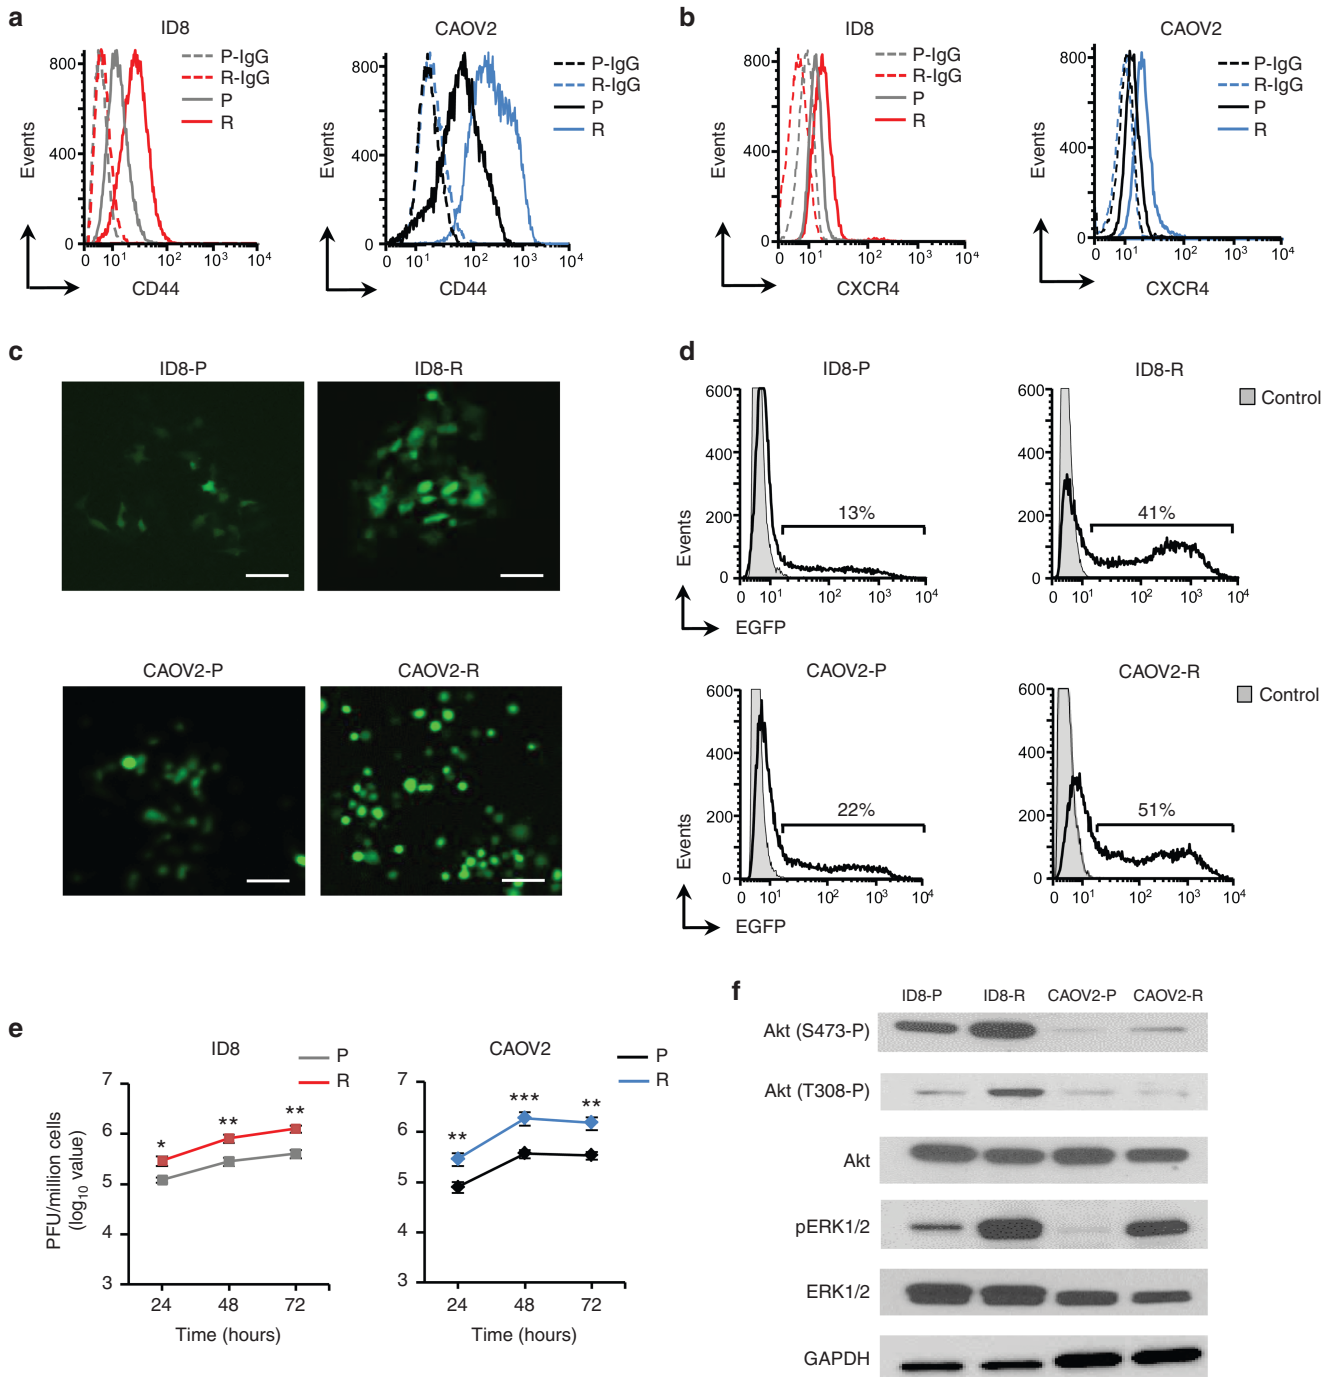 a
ID8
Events
800
400
0
0 10¹ 10² 10³ 10⁴
CD44
P-IgG
R-IgG
P
R
CAOV2
Events
800
400
0
0 10¹ 10² 10³ 10⁴
CD44
P-IgG
R-IgG
P
R
b
ID8
Events
800
400
0
0 10¹ 10² 10³ 10⁴
CXCR4
P-IgG
R-IgG
P
R
CAOV2
Events
800
400
0
0 10¹ 10² 10³ 10⁴
CXCR4
P-IgG
R-IgG
P
R
c
ID8-P
ID8-R
CAOV2-P
CAOV2-R
d
ID8-P
600
400
200
0
Events
13%
0 10¹ 10² 10³ 10⁴
EGFP
ID8-R
600
400
200
0
41%
0 10¹ 10² 10³ 10⁴
Control
CAOV2-P
600
400
200
0
Events
22%
0 10¹ 10² 10³ 10⁴
EGFP
CAOV2-R
600
400
200
0
51%
0 10¹ 10² 10³ 10⁴
Control
e
ID8
P
R
PFU/million cells
(log₁₀ value)
7
6
5
4
3
* ** **
24 48 72
Time (hours)
CAOV2
P
R
7
6
5
4
3
** *** **
24 48 72
Time (hours)
f
ID8-P ID8-R CAOV2-P CAOV2-R
Akt (S473-P)
Akt (T308-P)
Akt
pERK1/2
ERK1/2
GAPDH